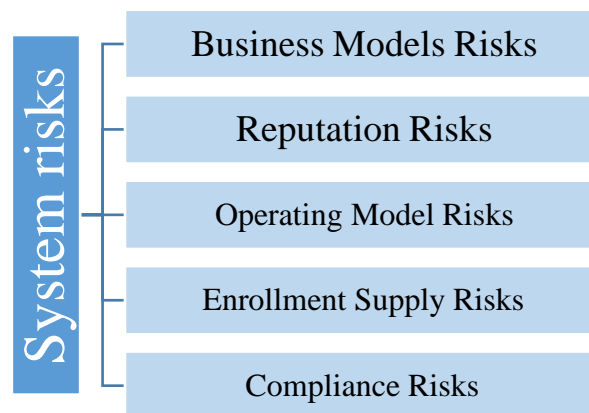 System risks
Business Models Risks
Reputation Risks
Operating Model Risks
Enrollment Supply Risks
Compliance Risks